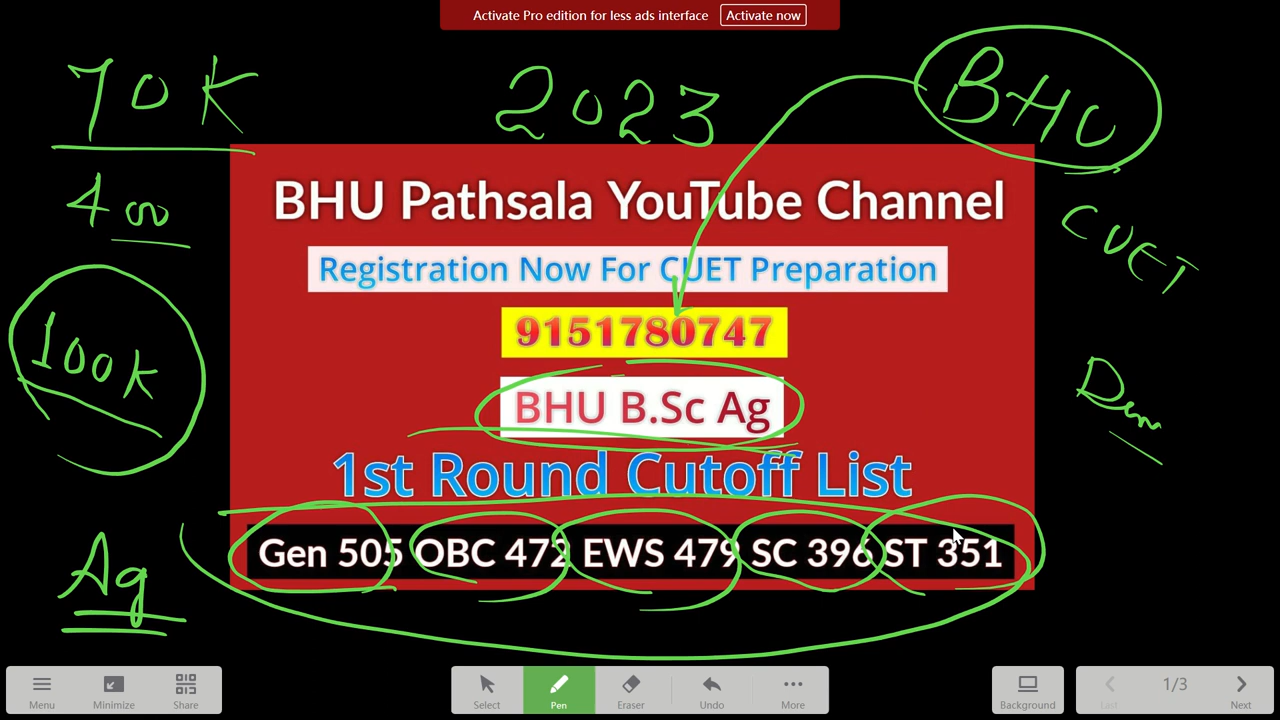 Activate Pro edition for less ads interface Activate now
70K
2023
BHU
400
BHU Pathsala YouTube Channel
CUET
Registration Now For CUET Preparation
100K
9151780747
BHU B.Sc Ag
1st Round Cutoff List
Gen 505 OBC 472 EWS 479 SC 396 ST 351
Ag
Menu Minimize Share Select Pen Eraser Undo More Background Last 1/3 Next